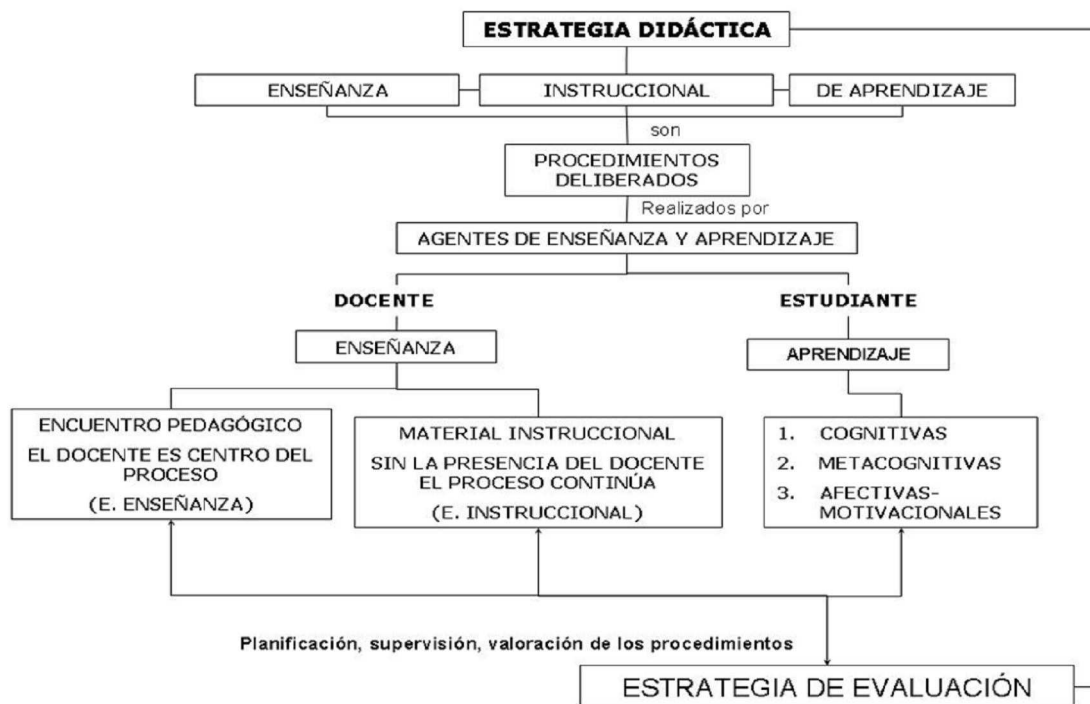 ESTRATEGIA DIDÁCTICA
ENSEÑANZA
INSTRUCCIONAL
DE APRENDIZAJE
son
PROCEDIMIENTOS
DELIBERADOS
Realizados por
AGENTES DE ENSEÑANZA Y APRENDIZAJE
DOCENTE
ESTUDIANTE
ENSEÑANZA
APRENDIZAJE
ENCUENTRO PEDAGÓGICO
EL DOCENTE ES CENTRO DEL
PROCESO
(E. ENSEÑANZA)
MATERIAL INSTRUCCIONAL
SIN LA PRESENCIA DEL DOCENTE
EL PROCESO CONTINÚA
(E. INSTRUCCIONAL)
1. COGNITIVAS
2. METACOGNITIVAS
3. AFECTIVAS-
MOTIVACIONALES
Planificación, supervisión, valoración de los procedimientos
ESTRATEGIA DE EVALUACIÓN